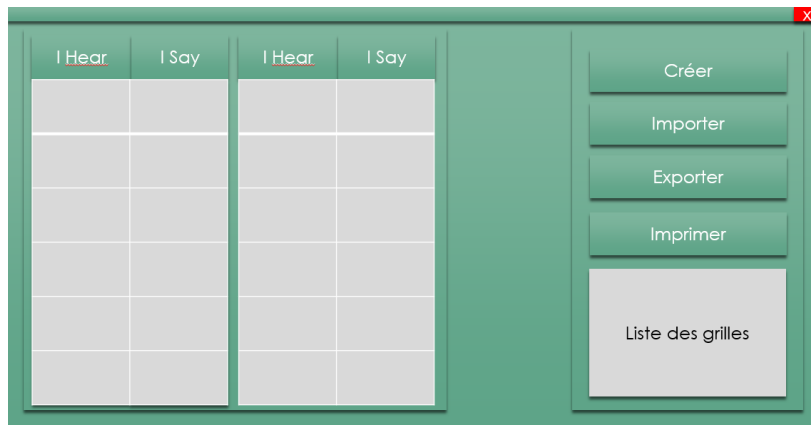 X
I Hear
I Say
I Hear
I Say
Créer
Importer
Exporter
Imprimer
Liste des grilles